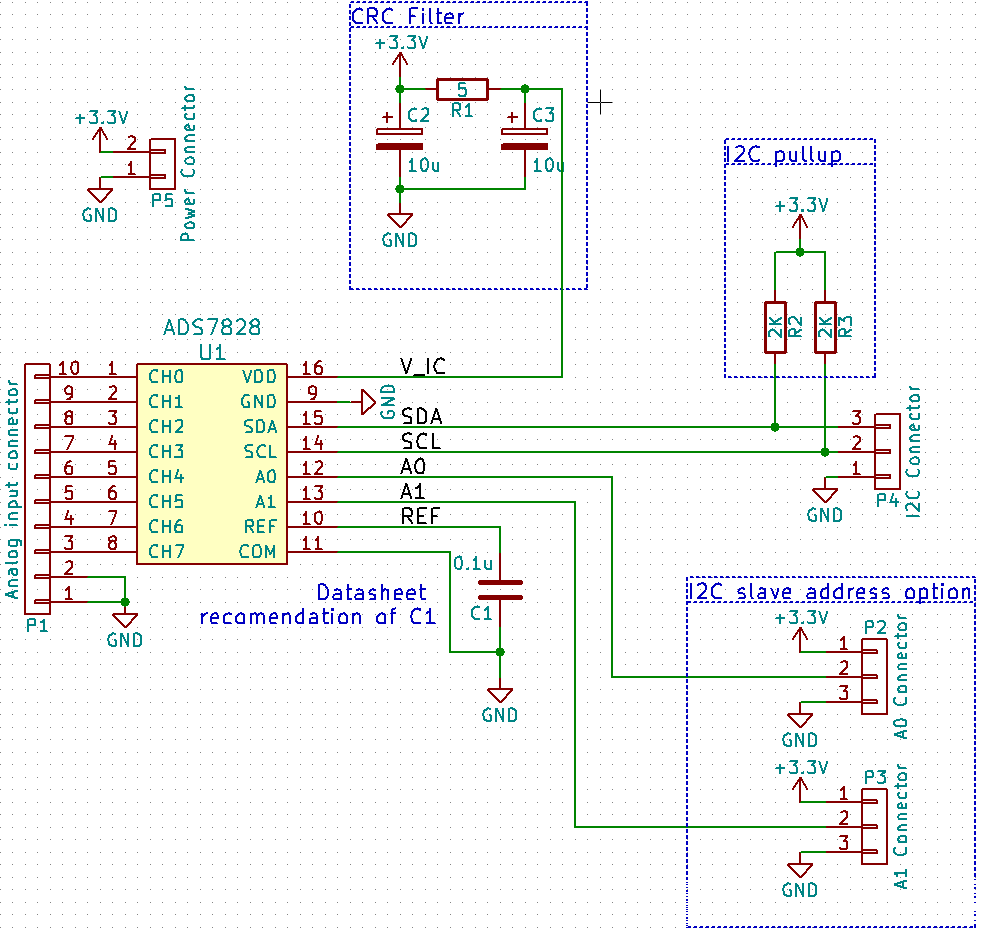 CRC Filter
+3.3V
5
R1
C2
10u
C3
10u
GND
+3.3V
2
1
GND
P5
Power Connector
I2C pullup
+3.3V
2K
R2
2K
R3
ADS7828
U1
10 1 CH0 VDD 16 V_IC
9 2 CH1 GND 9 GND
8 3 CH2 SDA 15 SDA
7 4 CH3 SCL 14 SCL
6 5 CH4 A0 12 A0
5 6 CH5 A1 13 A1
4 7 CH6 REF 10 REF
3 8 CH7 COM 11
2
1
P1
GND
Analog input connector
3
2
1
GND
P4
I2C Connector
0.1u
C1
GND
Datasheet
recomendation of C1
I2C slave address option
+3.3V
P2
1
2
3
GND
A0 Connector
+3.3V
P3
1
2
3
GND
A1 Connector